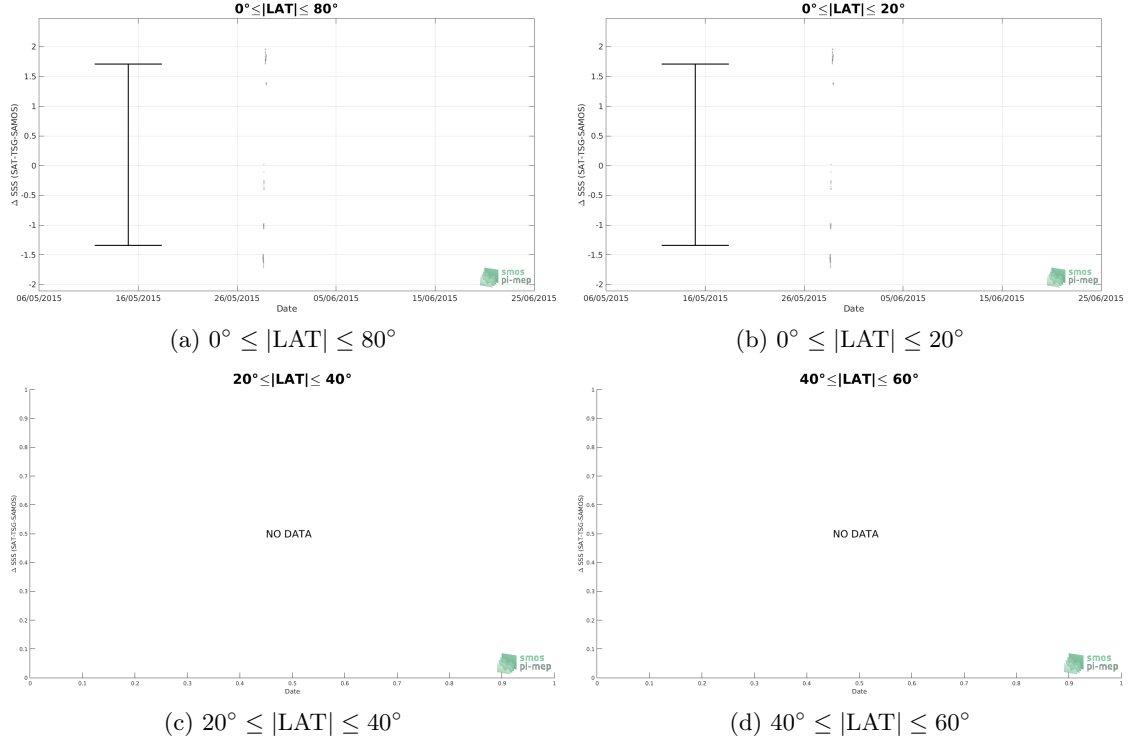 0°≤|LAT|≤ 80°
2
1.5
1
0.5
0
-0.5
-1
-1.5
-2
Δ SSS (SAT-TSG-SAMOS)
06/05/2015 16/05/2015 26/05/2015 05/06/2015 15/06/2015 25/06/2015
Date
smos
pi-mep
(a) 0° ≤ |LAT| ≤ 80°
0°≤|LAT|≤ 20°
2
1.5
1
0.5
0
-0.5
-1
-1.5
-2
Δ SSS (SAT-TSG-SAMOS)
06/05/2015 16/05/2015 26/05/2015 05/06/2015 15/06/2015 25/06/2015
Date
smos
pi-mep
(b) 0° ≤ |LAT| ≤ 20°
20°≤|LAT|≤ 40°
1
0.9
0.8
0.7
0.6
0.5
0.4
0.3
0.2
0.1
0
Δ SSS (SAT-TSG-SAMOS)
NO DATA
0 0.1 0.2 0.3 0.4 0.5 0.6 0.7 0.8 0.9 1
Date
smos
pi-mep
(c) 20° ≤ |LAT| ≤ 40°
40°≤|LAT|≤ 60°
1
0.9
0.8
0.7
0.6
0.5
0.4
0.3
0.2
0.1
0
Δ SSS (SAT-TSG-SAMOS)
NO DATA
0 0.1 0.2 0.3 0.4 0.5 0.6 0.7 0.8 0.9 1
Date
smos
pi-mep
(d) 40° ≤ |LAT| ≤ 60°